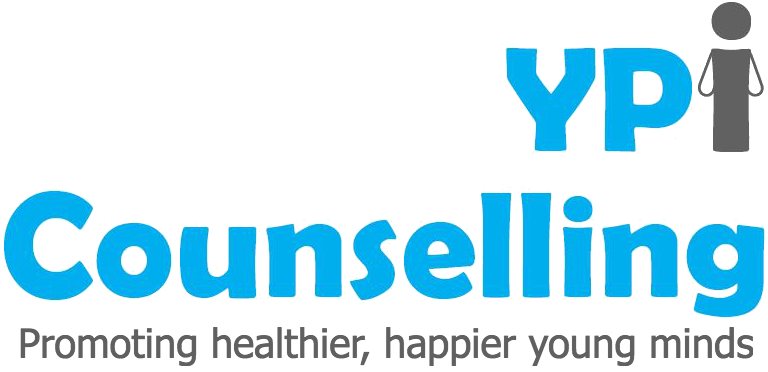 YPi
Counselling
Promoting healthier, happier young minds